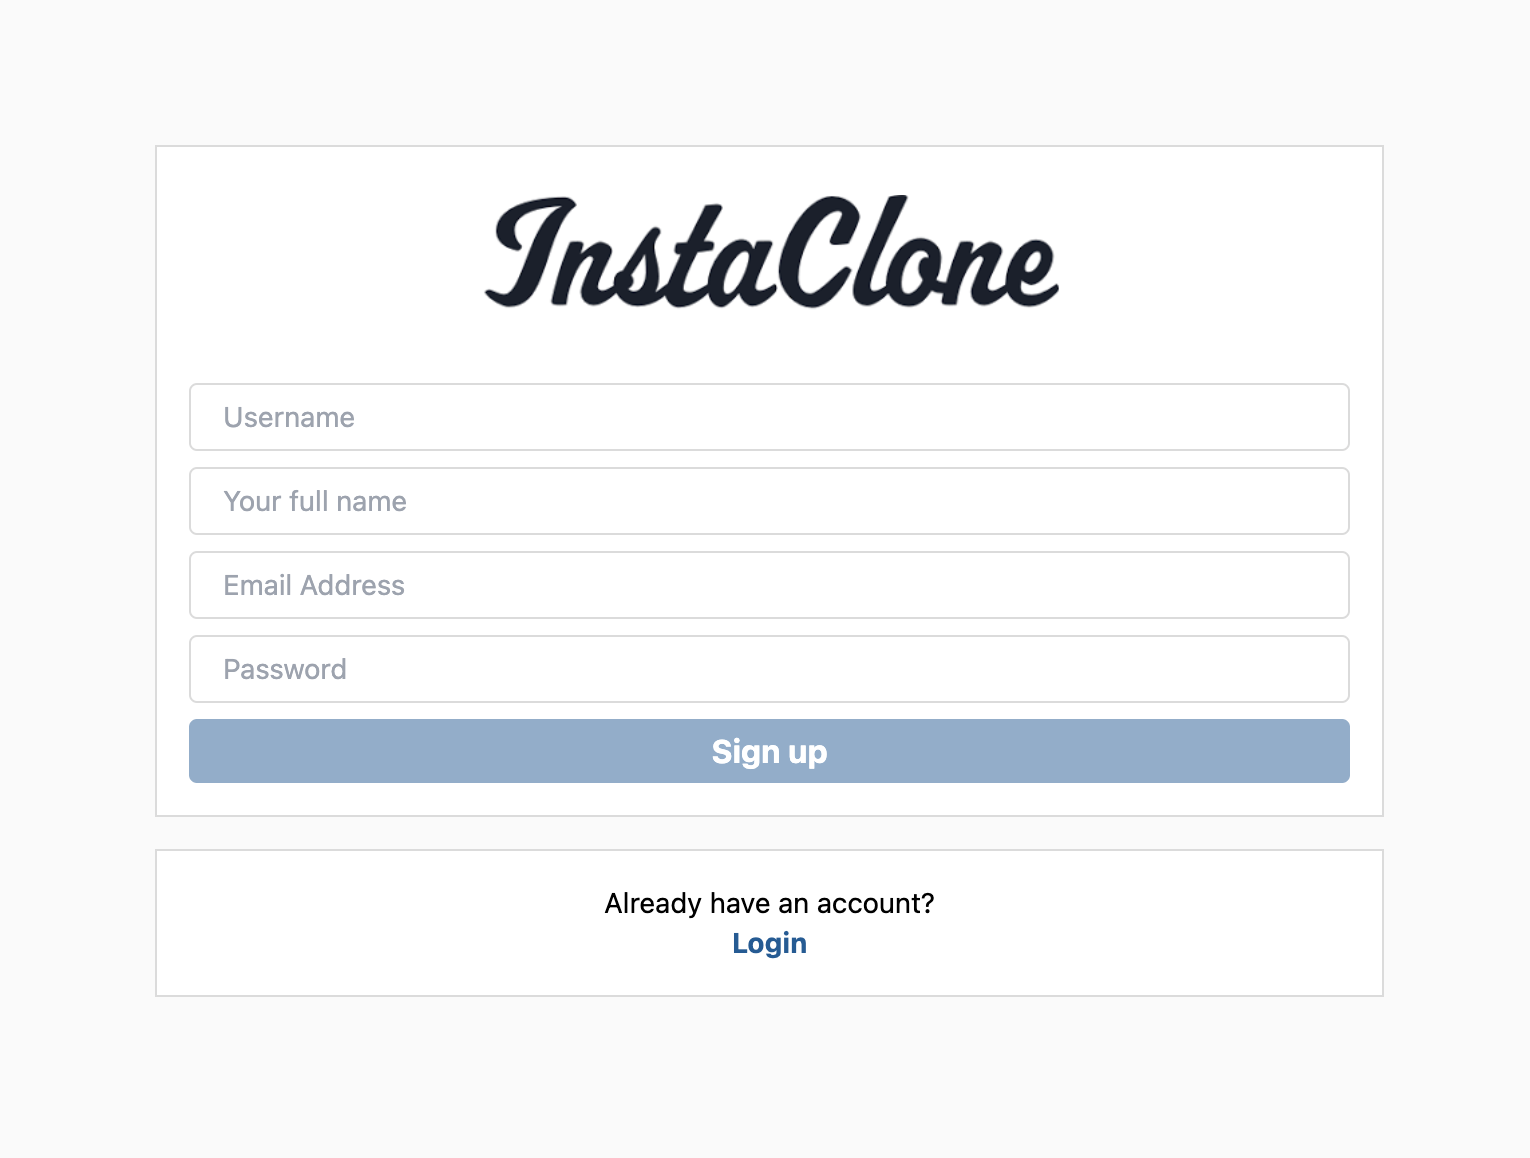 InstaClone
Username
Your full name
Email Address
Password
Sign up
Already have an account?
Login